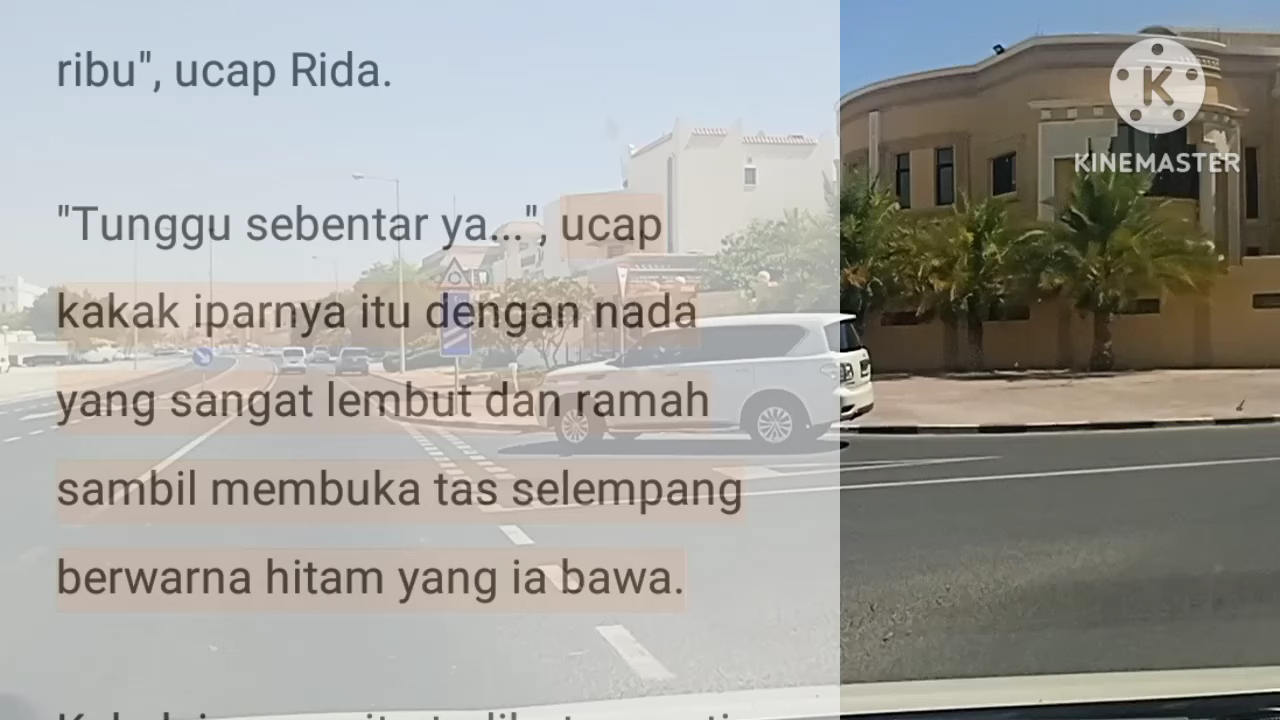 ribu", ucap Rida.
"Tunggu sebentar ya...", ucap
kakak iparnya itu dengan nada
yang sangat lembut dan ramah
sambil membuka tas selempang
berwarna hitam yang ia bawa.
K
KINEMASTER